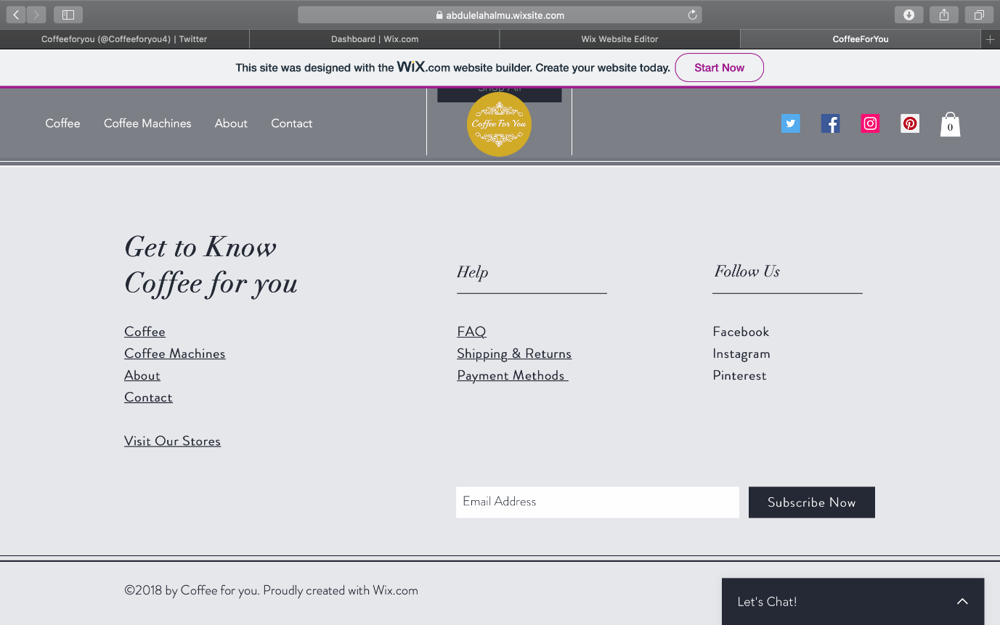 abdulelahalmu.wixsite.com
Coffeeforyou (@Coffeeforyou4) | Twitter
Dashboard | Wix.com
Wix Website Editor
CoffeeForYou
This site was designed with the WiX.com website builder. Create your website today.
Start Now
Shop All
Coffee
Coffee Machines
About
Contact
Coffee For You
0
Get to Know
Coffee for you
Coffee
Coffee Machines
About
Contact
Visit Our Stores
Help
FAQ
Shipping & Returns
Payment Methods
Follow Us
Facebook
Instagram
Pinterest
Email Address
Subscribe Now
©2018 by Coffee for you. Proudly created with Wix.com
Let's Chat!